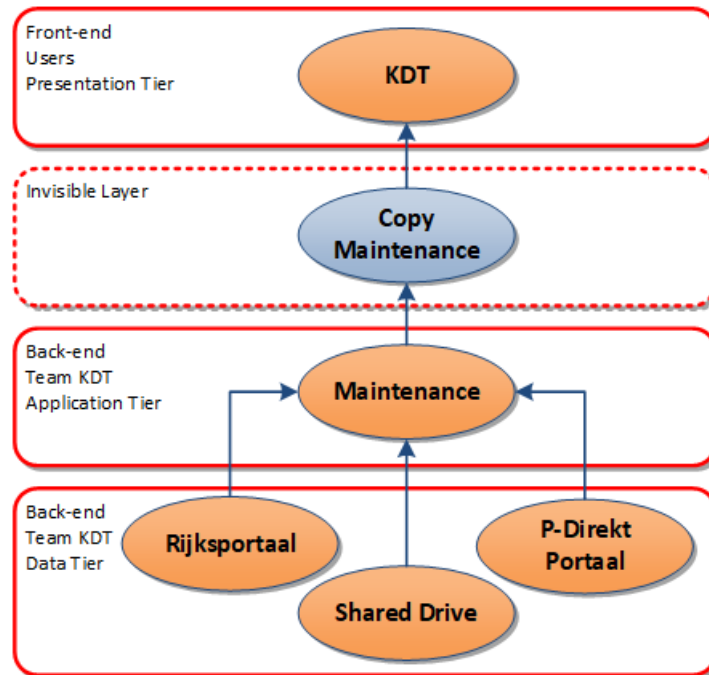 Front-end
Users
Presentation Tier
KDT
Invisible Layer
Copy
Maintenance
Back-end
Team KDT
Application Tier
Maintenance
Back-end
Team KDT
Data Tier
Rijksportaal
P-Direkt
Portaal
Shared Drive